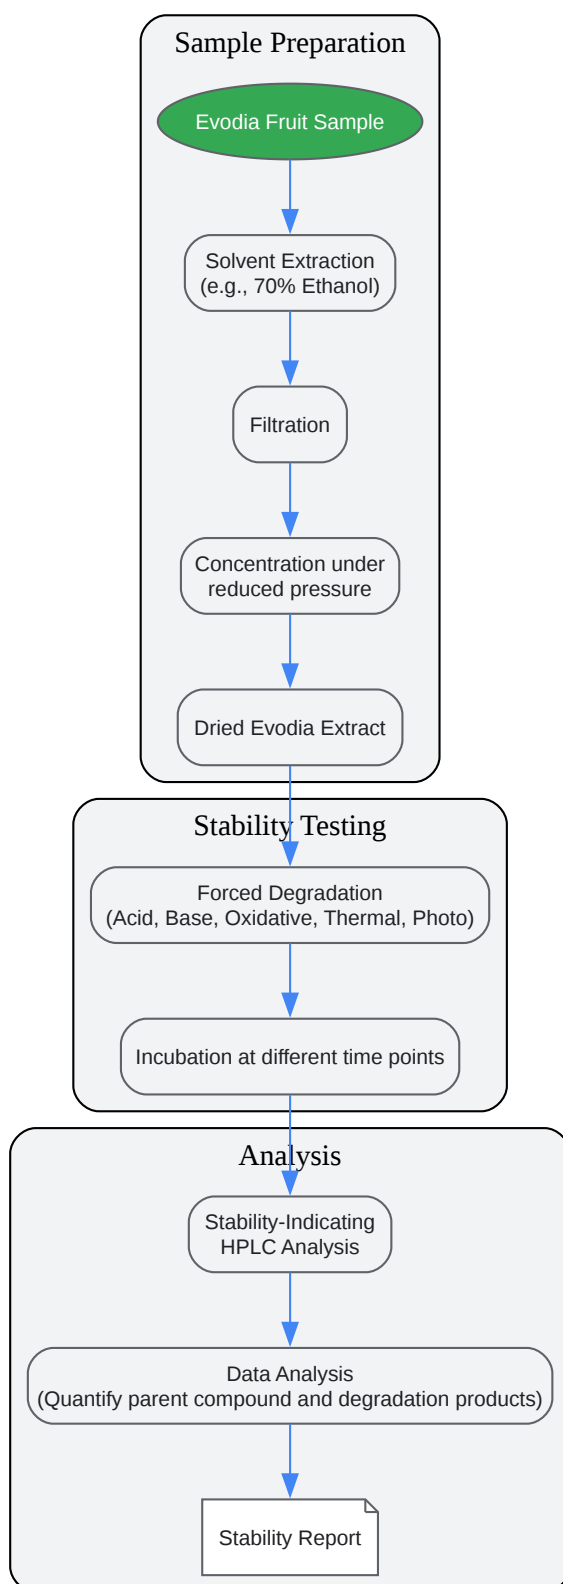 Sample Preparation
Evodia Fruit Sample
Solvent Extraction
(e.g., 70% Ethanol)
Filtration
Concentration under
reduced pressure
Dried Evodia Extract
Stability Testing
Forced Degradation
(Acid, Base, Oxidative, Thermal, Photo)
Incubation at different time points
Analysis
Stability-Indicating
HPLC Analysis
Data Analysis
(Quantify parent compound and degradation products)
Stability Report